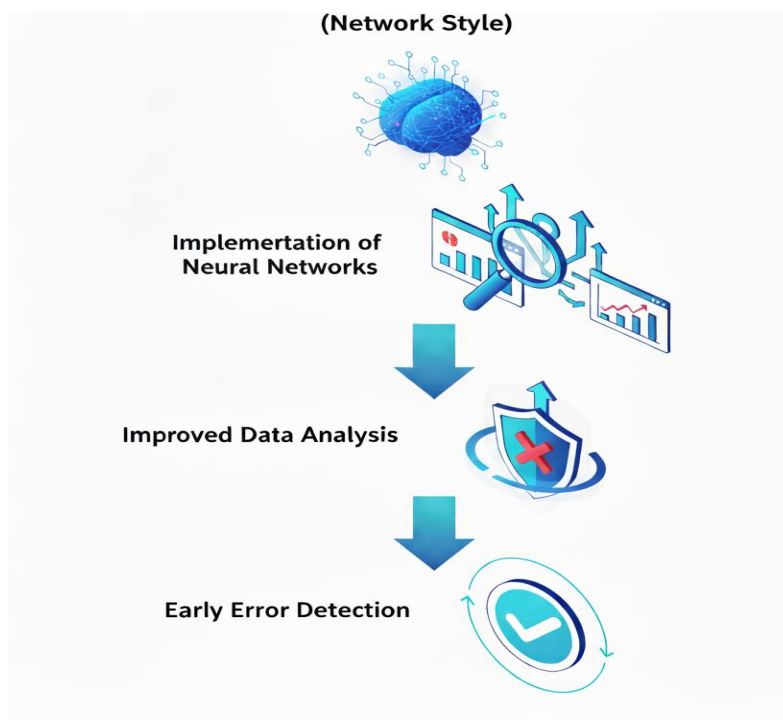 (Network Style)
Implemertation of
Neural Networks
Improved Data Analysis
Early Error Detection